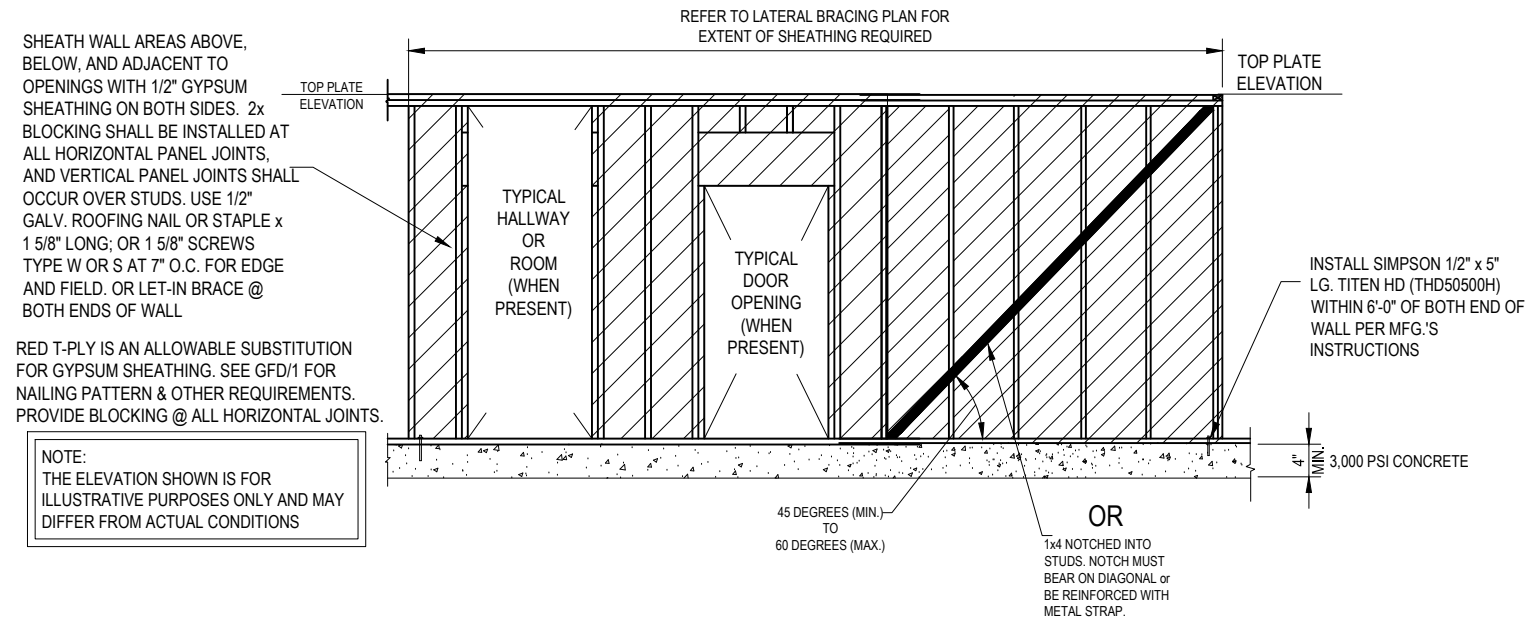 REFER TO LATERAL BRACING PLAN FOR
EXTENT OF SHEATHING REQUIRED
SHEATH WALL AREAS ABOVE,
BELOW, AND ADJACENT TO
OPENINGS WITH 1/2" GYPSUM
SHEATHING ON BOTH SIDES. 2x
BLOCKING SHALL BE INSTALLED AT
ALL HORIZONTAL PANEL JOINTS,
AND VERTICAL PANEL JOINTS SHALL
OCCUR OVER STUDS. USE 1/2"
GALV. ROOFING NAIL OR STAPLE x
1 5/8" LONG; OR 1 5/8" SCREWS
TYPE W OR S AT 7" O.C. FOR EDGE
AND FIELD. OR LET-IN BRACE @
BOTH ENDS OF WALL
RED T-PLY IS AN ALLOWABLE SUBSTITUTION
FOR GYPSUM SHEATHING. SEE GFD/1 FOR
NAILING PATTERN & OTHER REQUIREMENTS.
PROVIDE BLOCKING @ ALL HORIZONTAL JOINTS.
NOTE:
THE ELEVATION SHOWN IS FOR
ILLUSTRATIVE PURPOSES ONLY AND MAY
DIFFER FROM ACTUAL CONDITIONS
TOP PLATE
ELEVATION
TYPICAL
HALLWAY
OR
ROOM
(WHEN
PRESENT)
TYPICAL
DOOR
OPENING
(WHEN
PRESENT)
TOP PLATE
ELEVATION
INSTALL SIMPSON 1/2" x 5"
LG. TITEN HD (THD50500H)
WITHIN 6'-0" OF BOTH END OF
WALL PER MFG.'S
INSTRUCTIONS
4"
MIN.
3,000 PSI CONCRETE
45 DEGREES (MIN.)
TO
60 DEGREES (MAX.)
OR
1x4 NOTCHED INTO
STUDS. NOTCH MUST
BEAR ON DIAGONAL or
BE REINFORCED WITH
METAL STRAP.